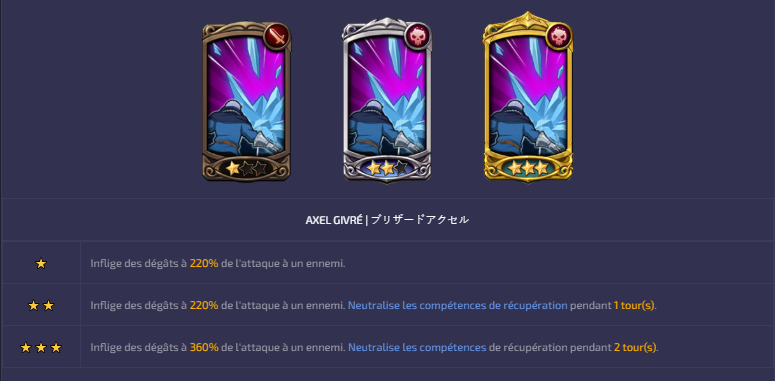 AXEL GIVRÉ | ブリザードアクセル
Inflige des dégâts à 220% de l'attaque à un ennemi.
Inflige des dégâts à 220% de l'attaque à un ennemi. Neutralise les compétences de récupération pendant 1 tour(s).
Inflige des dégâts à 360% de l'attaque à un ennemi. Neutralise les compétences de récupération pendant 2 tour(s).